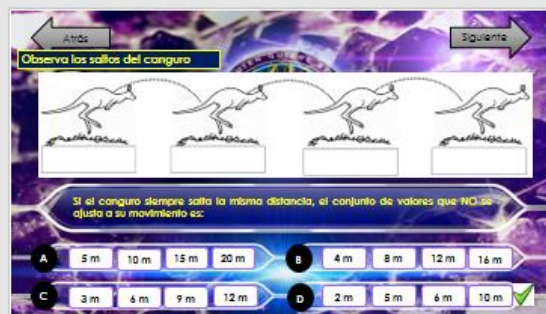 Atrás
Siguiente
Observa los saltos del canguro
Si el canguro siempre salta la misma distancia, el conjunto de valores que NO se
ajusta a su movimiento es:
A 5 m 10 m 15 m 20 m
B 4 m 8 m 12 m 16 m
C 3 m 6 m 9 m 12 m
D 2 m 5 m 6 m 10 m